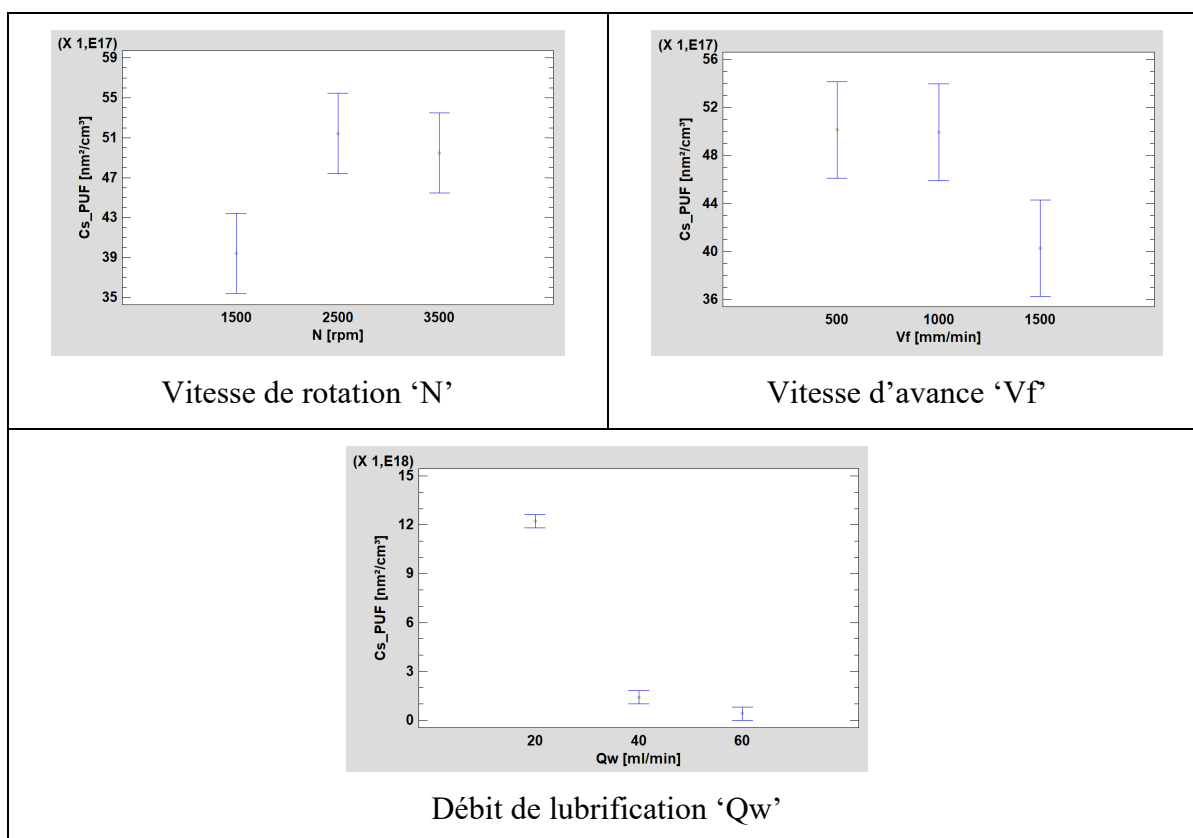 (X 1,E17)
59
55
51
47
43
39
35
Cs_PUF [nm²/cm³]
1500 2500 3500
N [rpm]
Vitesse de rotation ‘N’
(X 1,E17)
56
52
48
44
40
36
Cs_PUF [nm²/cm³]
500 1000 1500
Vf [mm/min]
Vitesse d’avance ‘Vf’
(X 1,E18)
15
12
9
6
3
0
Cs_PUF [nm²/cm³]
20 40 60
Qw [ml/min]
Débit de lubrification ‘Qw’